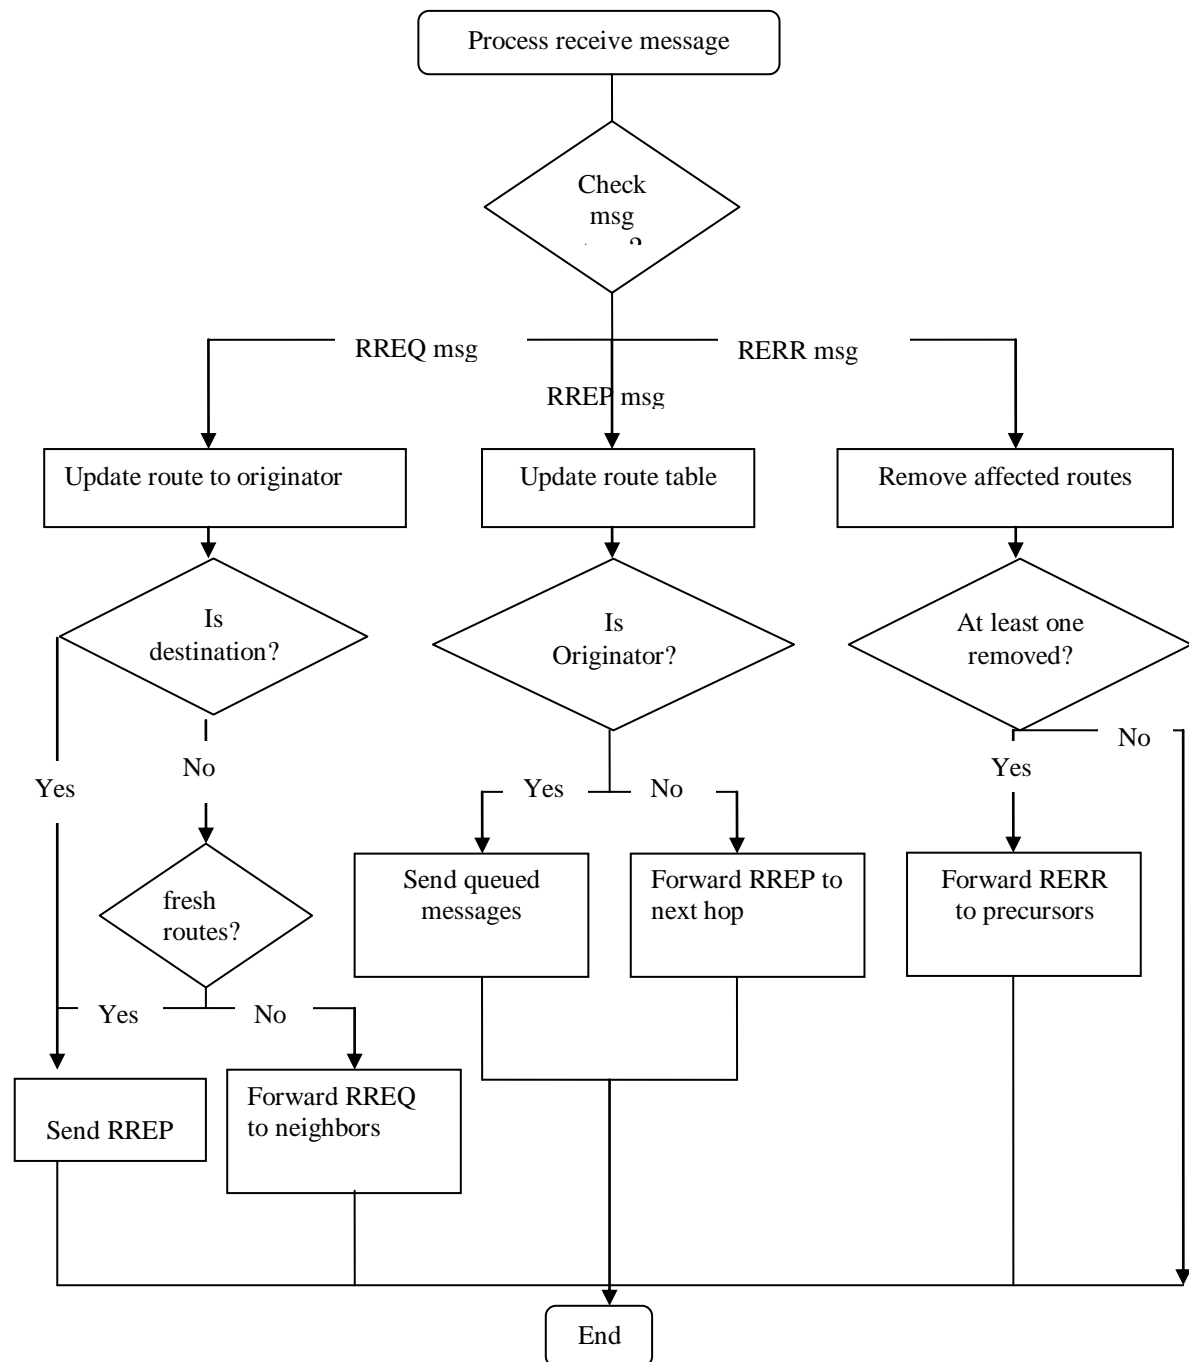 Process receive message
Check
msg
RREQ msg
RERR msg
RREP msg
Update route to originator
Update route table
Remove affected routes
Is
destination?
Is
Originator?
At least one
removed?
No
Yes
No
Yes
Yes
No
Yes
fresh
routes?
Send queued
messages
Forward RREP to
next hop
Forward RERR
to precursors
Yes
No
Send RREP
Forward RREQ
to neighbors
End